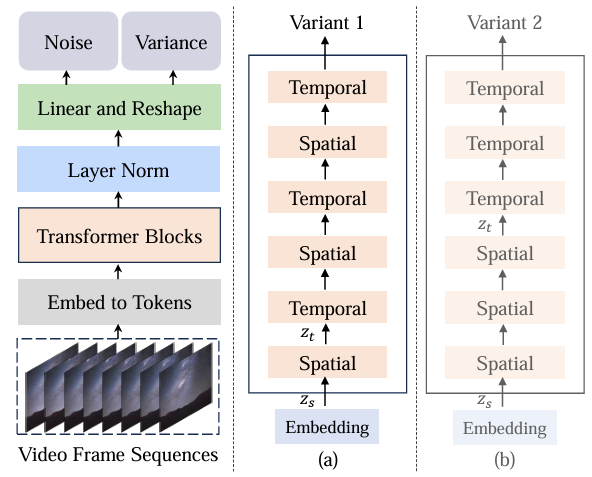 Noise
Variance
Linear and Reshape
Layer Norm
Transformer Blocks
Embed to Tokens
Video Frame Sequences
Variant 1
Temporal
Spatial
Temporal
Spatial
Temporal
z_t
Spatial
z_s
Embedding
(a)
Variant 2
Temporal
Temporal
Temporal
z_t
Spatial
Spatial
Spatial
z_s
Embedding
(b)